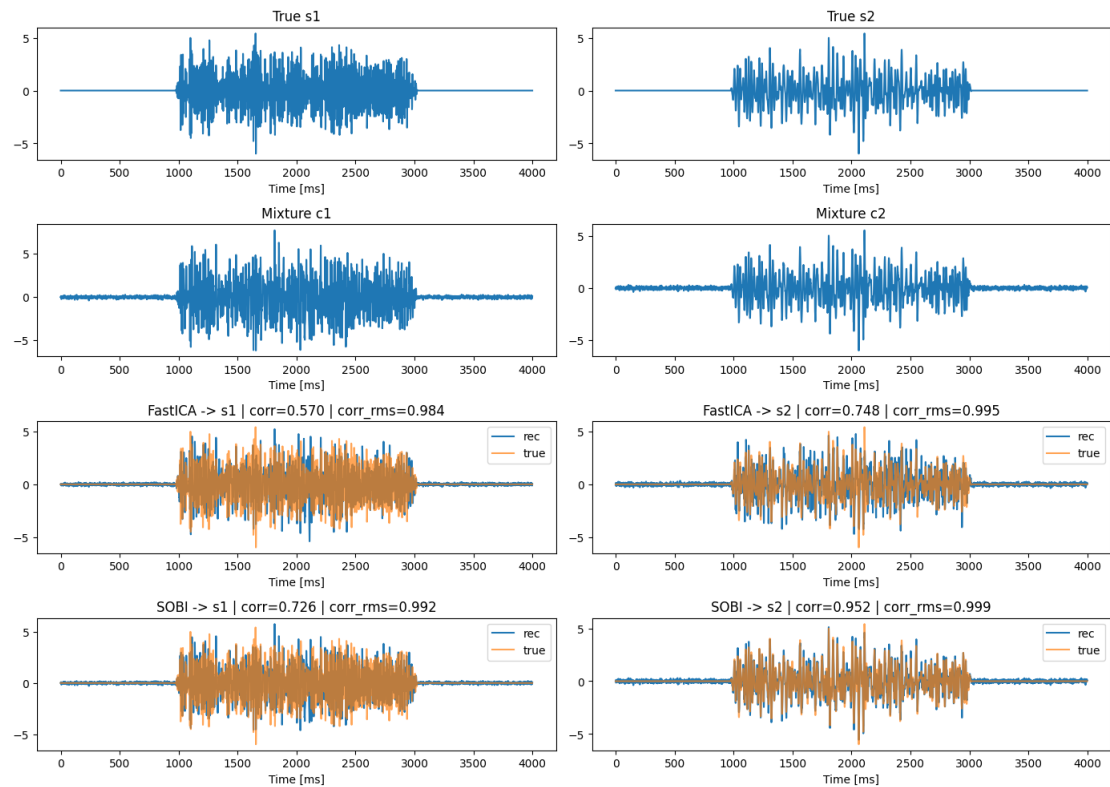 True s1
5
0
−5
0 500 1000 1500 2000 2500 3000 3500 4000
Time [ms]
True s2
5
0
−5
0 500 1000 1500 2000 2500 3000 3500 4000
Time [ms]
Mixture c1
5
0
−5
0 500 1000 1500 2000 2500 3000 3500 4000
Time [ms]
Mixture c2
5
0
−5
0 500 1000 1500 2000 2500 3000 3500 4000
Time [ms]
FastICA -> s1 | corr=0.570 | corr_rms=0.984
5
0
−5
rec
true
0 500 1000 1500 2000 2500 3000 3500 4000
Time [ms]
FastICA -> s2 | corr=0.748 | corr_rms=0.995
5
0
−5
rec
true
0 500 1000 1500 2000 2500 3000 3500 4000
Time [ms]
SOBI -> s1 | corr=0.726 | corr_rms=0.992
5
0
−5
rec
true
0 500 1000 1500 2000 2500 3000 3500 4000
Time [ms]
SOBI -> s2 | corr=0.952 | corr_rms=0.999
5
0
−5
rec
true
0 500 1000 1500 2000 2500 3000 3500 4000
Time [ms]